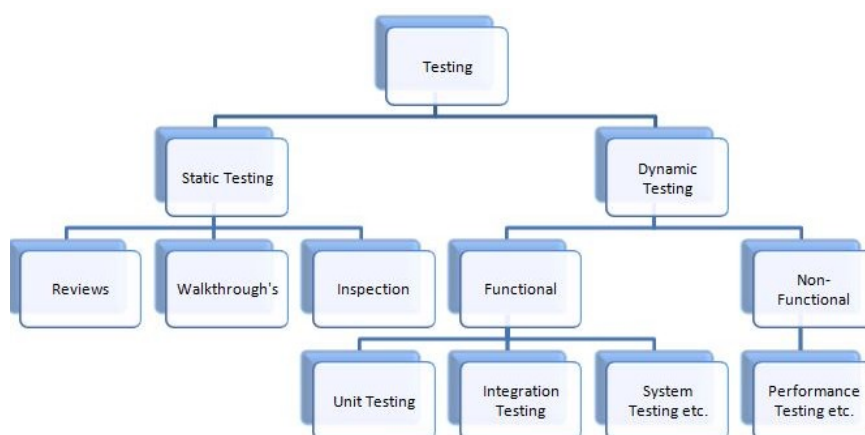 Testing
Static Testing
Dynamic
Testing
Reviews
Walkthrough's
Inspection
Functional
Non-
Functional
Unit Testing
Integration
Testing
System
Testing etc.
Performance
Testing etc.